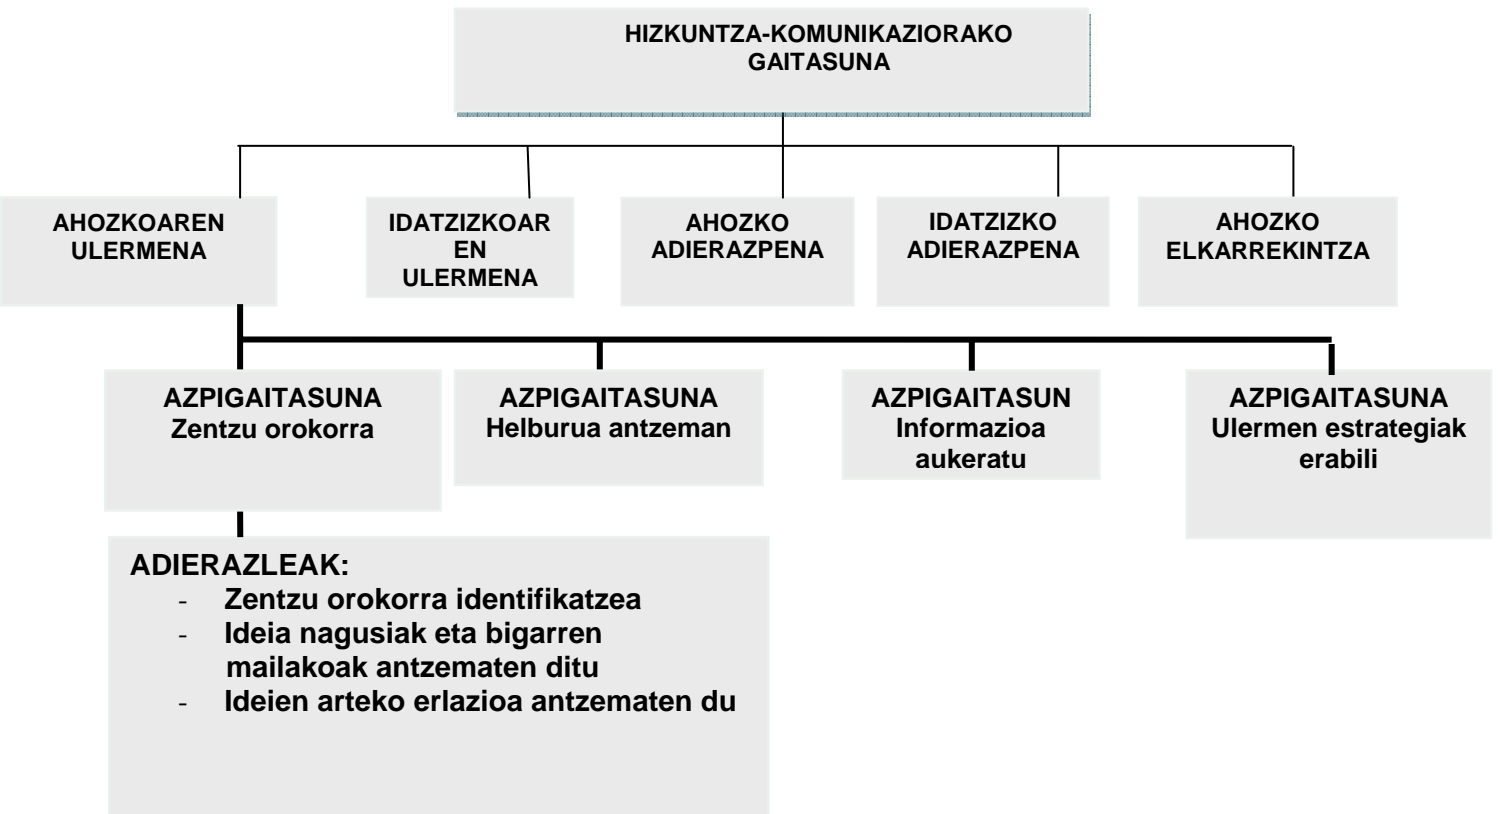 HIZKUNTZA-KOMUNIKAZIORAKO
GAITASUNA
AHOZKOAREN
ULERMENA
IDATZIZKOAR
EN
ULERMENA
AHOZKO
ADIERAZPENA
IDATZIZKO
ADIERAZPENA
AHOZKO
ELKARREKINTZA
AZPIGAITASUNA
Zentzu orokorra
AZPIGAITASUNA
Helburua antzeman
AZPIGAITASUN
Informazioa
aukeratu
AZPIGAITASUNA
Ulermen estrategiak
erabili
ADIERAZLEAK:
- Zentzu orokorra identifikatzea
- Ideia nagusiak eta bigarren
mailakoak antzematen ditu
- Ideien arteko erlazioa antzematen du